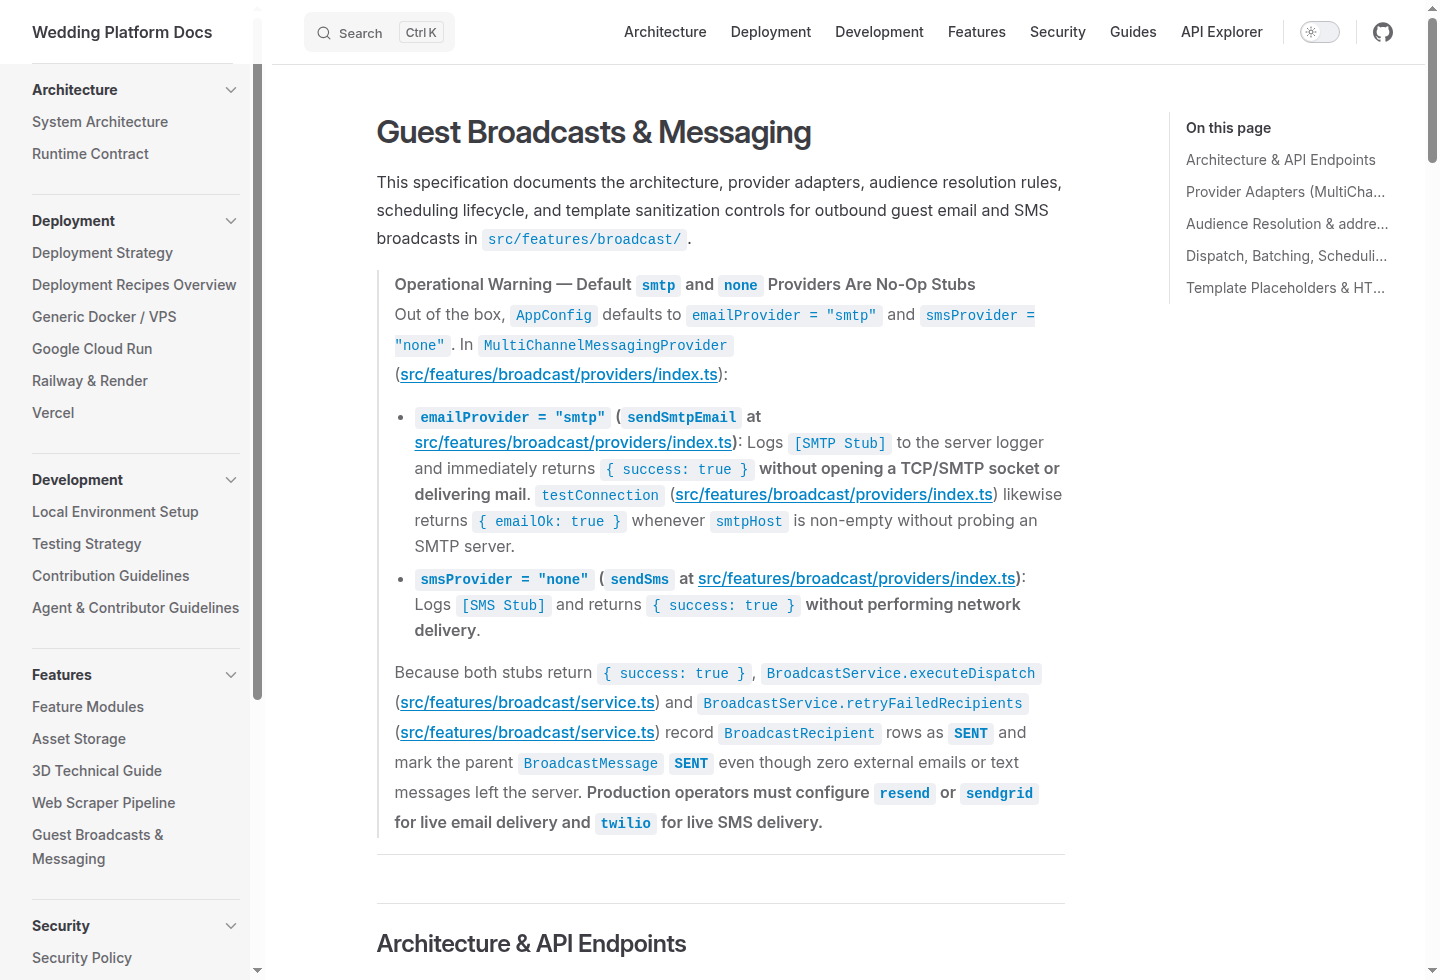 Wedding Platform Docs
Search Ctrl K
Architecture Deployment Development Features Security Guides API Explorer
Architecture
System Architecture
Runtime Contract
Deployment
Deployment Strategy
Deployment Recipes Overview
Generic Docker / VPS
Google Cloud Run
Railway & Render
Vercel
Development
Local Environment Setup
Testing Strategy
Contribution Guidelines
Agent & Contributor Guidelines
Features
Feature Modules
Asset Storage
3D Technical Guide
Web Scraper Pipeline
Guest Broadcasts &
Messaging
Security
Security Policy
Guest Broadcasts & Messaging
This specification documents the architecture, provider adapters, audience resolution rules,
scheduling lifecycle, and template sanitization controls for outbound guest email and SMS
broadcasts in src/features/broadcast/.
Operational Warning — Default smtp and none Providers Are No-Op Stubs
Out of the box, AppConfig defaults to emailProvider = "smtp" and smsProvider =
"none". In MultiChannelMessagingProvider
(src/features/broadcast/providers/index.ts):
• emailProvider = "smtp" (sendSmtpEmail at
src/features/broadcast/providers/index.ts): Logs [SMTP Stub] to the server logger
and immediately returns { success: true } without opening a TCP/SMTP socket or
delivering mail. testConnection (src/features/broadcast/providers/index.ts) likewise
returns { emailOk: true } whenever smtpHost is non-empty without probing an
SMTP server.
• smsProvider = "none" (sendSms at src/features/broadcast/providers/index.ts):
Logs [SMS Stub] and returns { success: true } without performing network
delivery.
Because both stubs return { success: true }, BroadcastService.executeDispatch
(src/features/broadcast/service.ts) and BroadcastService.retryFailedRecipients
(src/features/broadcast/service.ts) record BroadcastRecipient rows as SENT and
mark the parent BroadcastMessage SENT even though zero external emails or text
messages left the server. Production operators must configure resend or sendgrid
for live email delivery and twilio for live SMS delivery.
Architecture & API Endpoints
On this page
Architecture & API Endpoints
Provider Adapters (MultiCha...
Audience Resolution & addre...
Dispatch, Batching, Scheduli...
Template Placeholders & HT...